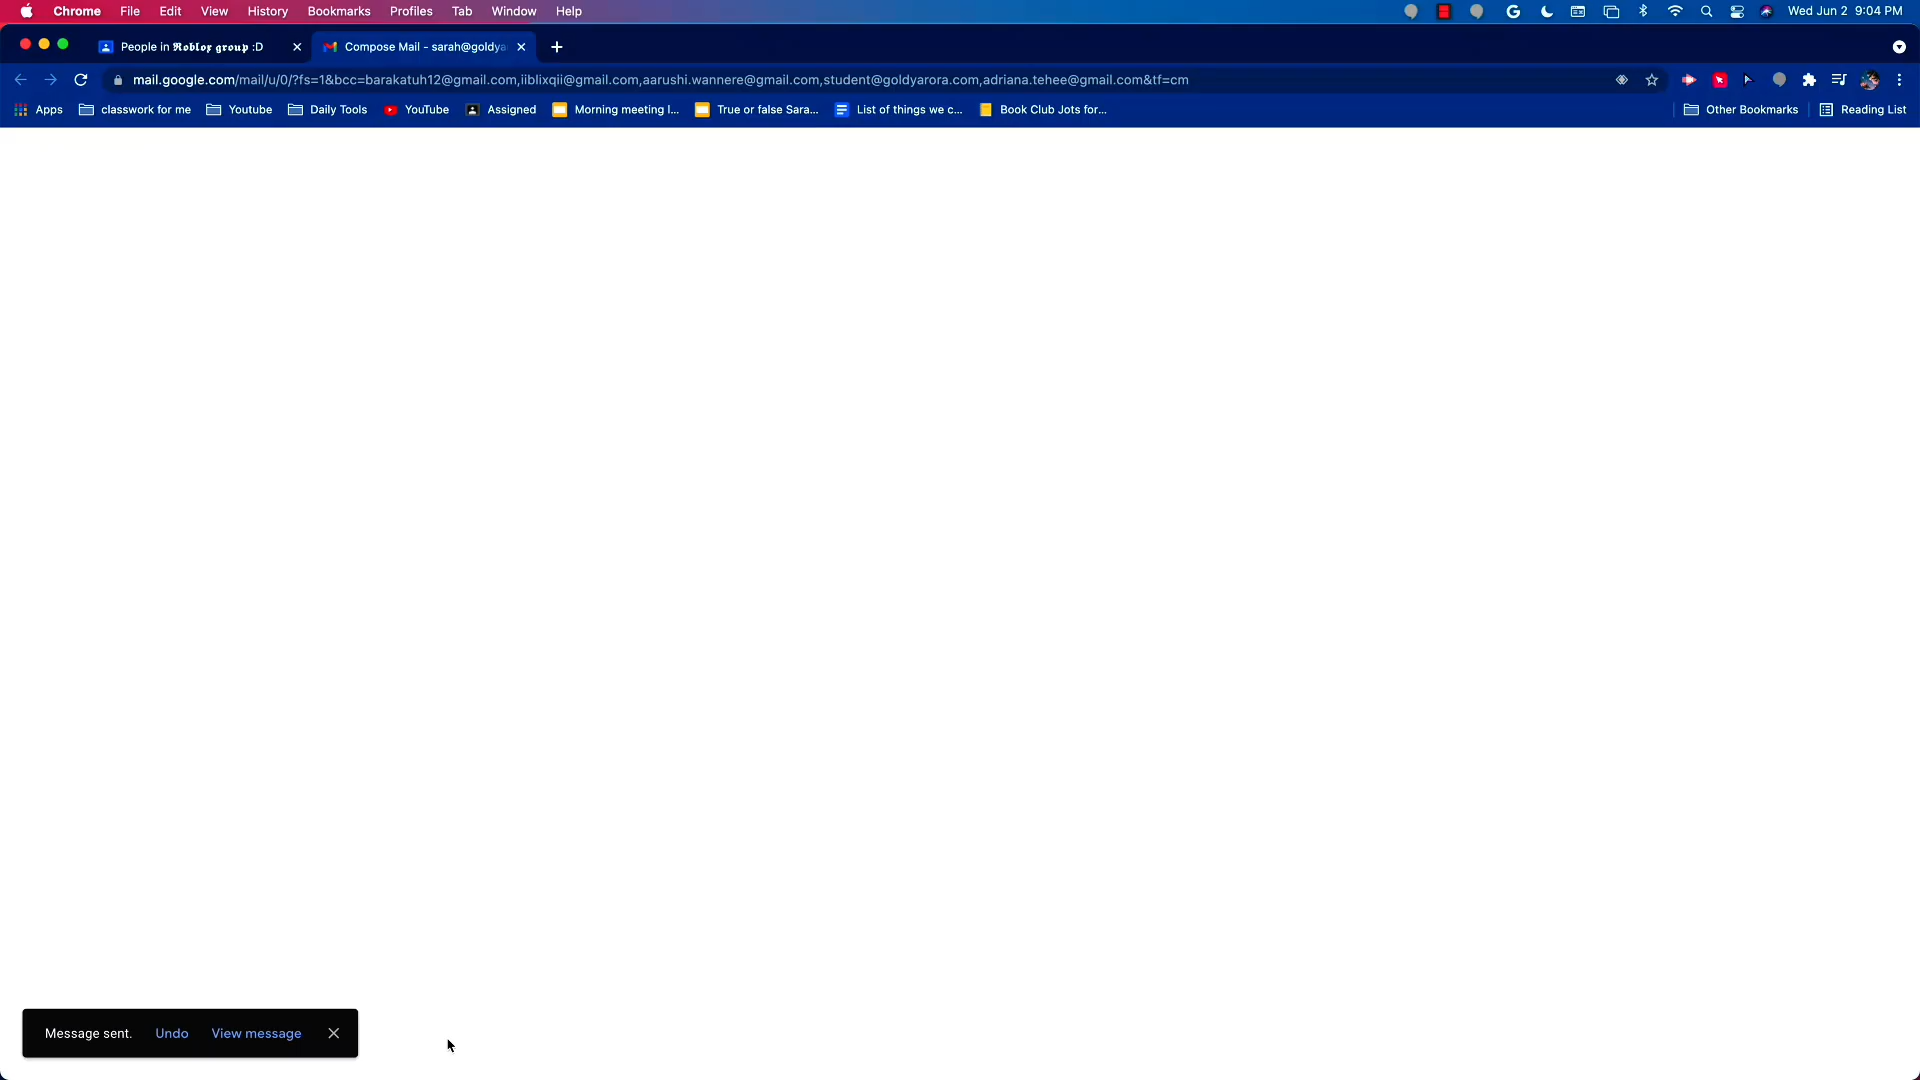 Chrome File Edit View History Bookmarks Profiles Tab Window Help Wed Jun 2 9:04 PM
People in 𝕽𝖔𝖇𝖑𝖔𝖝 𝖌𝖗𝖔𝖚𝖕 :D Compose Mail - sarah@goldya
mail.google.com/mail/u/0/?fs=1&bcc=barakatuh12@gmail.com,iiblixqii@gmail.com,aarushi.wannere@gmail.com,student@goldyarora.com,adriana.tehee@gmail.com&tf=cm
Apps classwork for me Youtube Daily Tools YouTube Assigned Morning meeting I... True or false Sara... List of things we c... Book Club Jots for... Other Bookmarks Reading List
Message sent. Undo View message